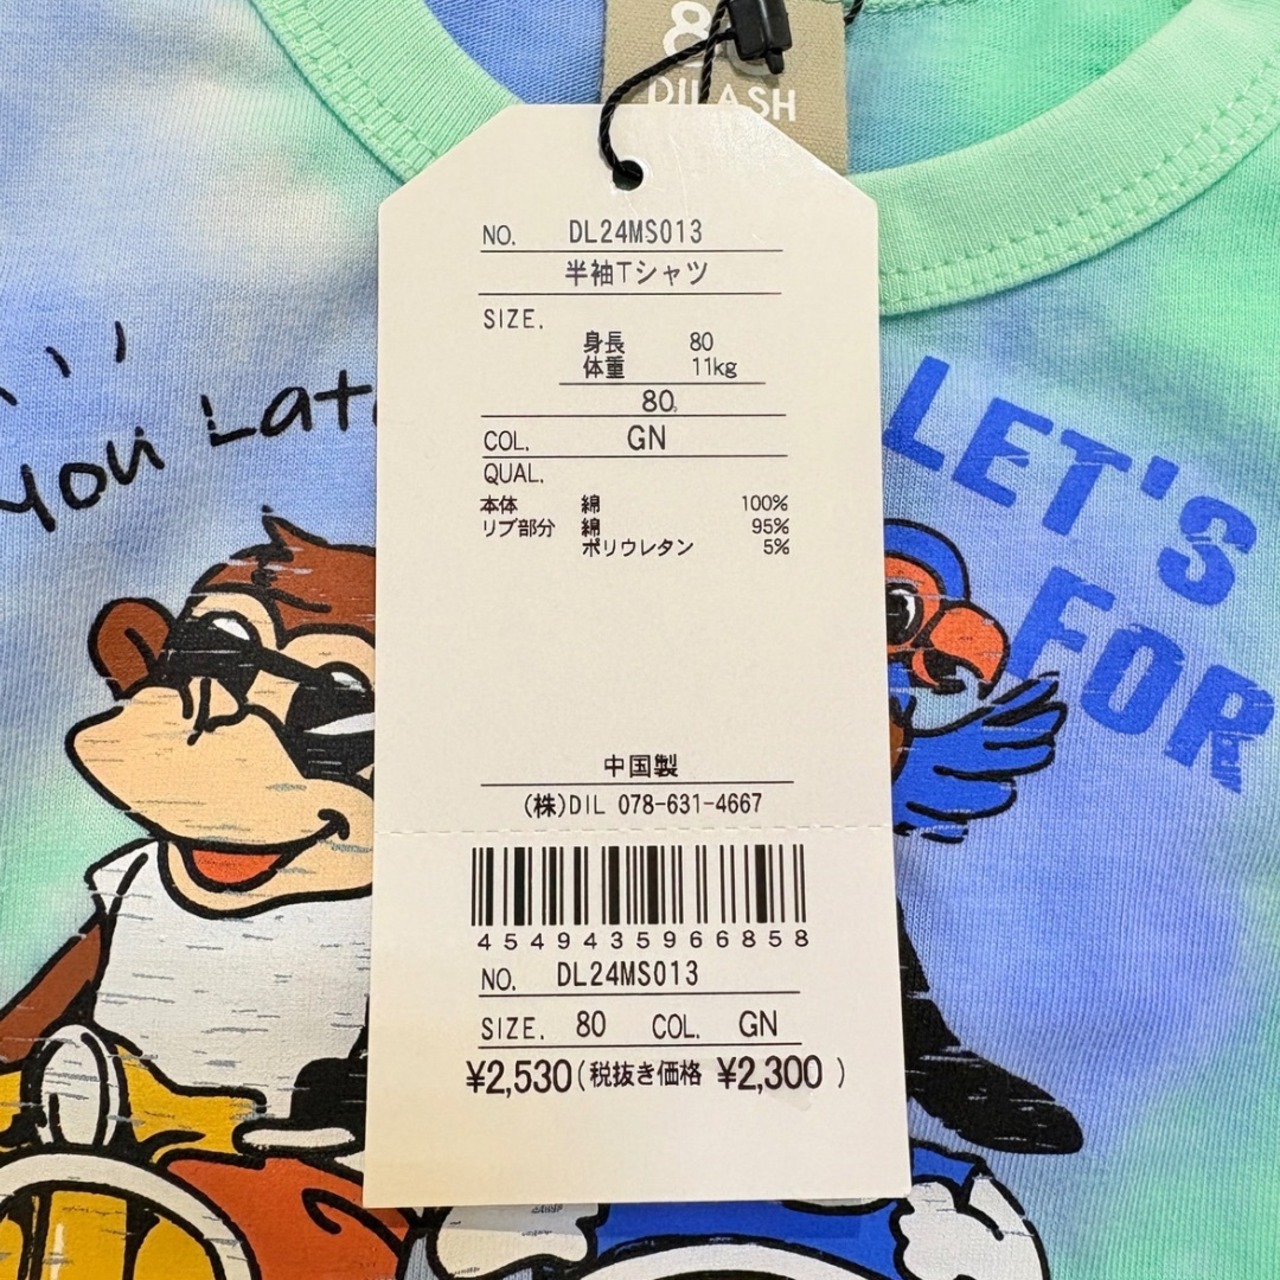 80
DILASH
NO. DL24MS013
半袖Tシャツ
SIZE.
身長 80
体重 11kg
80
COL. GN
QUAL.
本体 綿 100%
リブ部分 綿 95%
ポリウレタン 5%
中国製
(株)DIL 078-631-4667
4549435966858
NO. DL24MS013
SIZE. 80 COL. GN
¥2,530(税抜き価格 ¥2,300 )
you Lat
LET'S
FOR